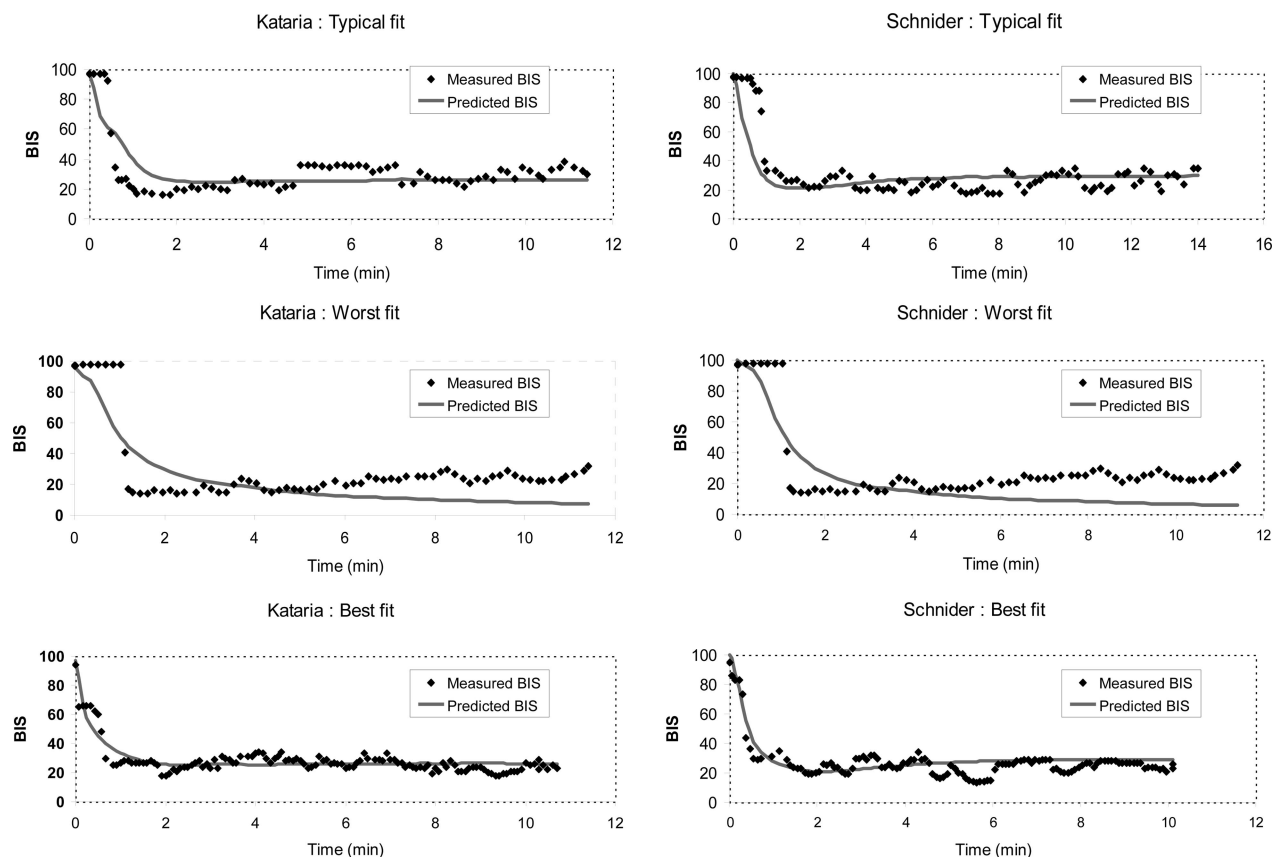 Kataria : Typical fit
100
80
60
40
20
0
BIS
Measured BIS
Predicted BIS
0 2 4 6 8 10 12
Time (min)
Schnider : Typical fit
100
80
60
40
20
0
BIS
Measured BIS
Predicted BIS
0 2 4 6 8 10 12 14 16
Time (min)
Kataria : Worst fit
100
80
60
40
20
0
BIS
Measured BIS
Predicted BIS
0 2 4 6 8 10 12
Time (min)
Schnider : Worst fit
100
80
60
40
20
0
BIS
Measured BIS
Predicted BIS
0 2 4 6 8 10 12
Time (min)
Kataria : Best fit
100
80
60
40
20
0
BIS
Measured BIS
Predicted BIS
0 2 4 6 8 10 12
Time (min)
Schnider : Best fit
100
80
60
40
20
0
BIS
Measured BIS
Predicted BIS
0 2 4 6 8 10 12
Time (min)